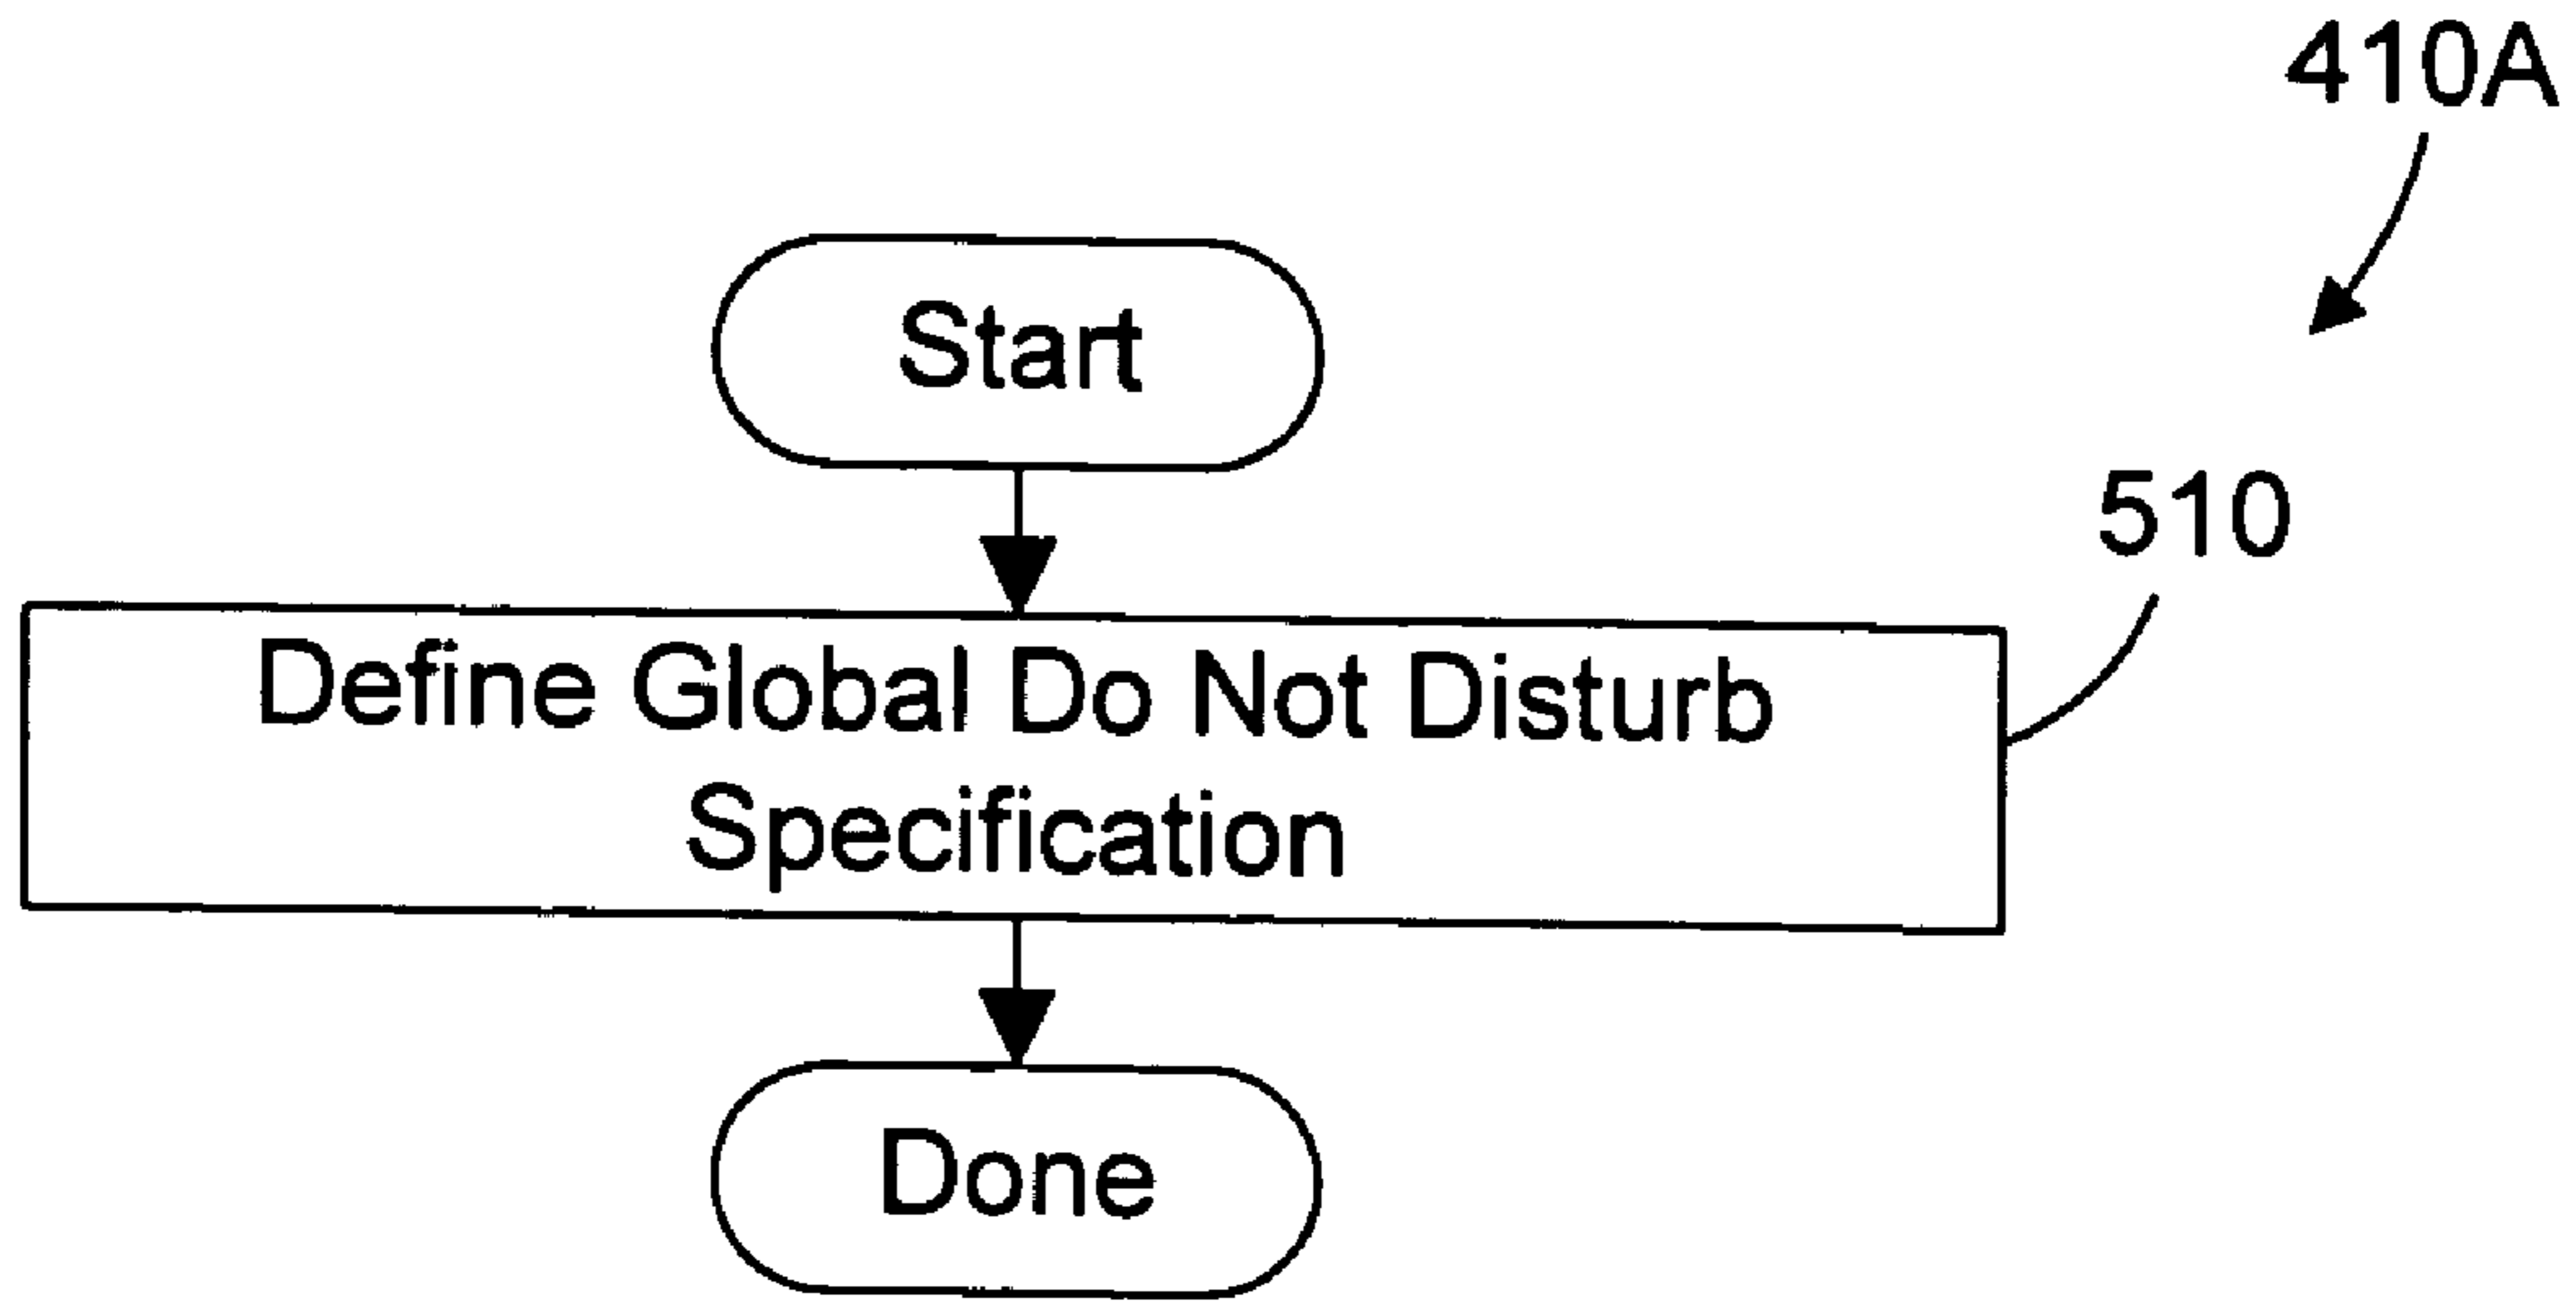 410A
Start
510
Define Global Do Not Disturb
Specification
Done